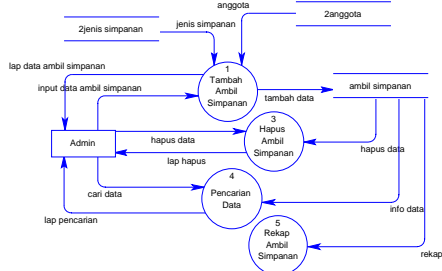 anggota
2jenis simpanan
jenis simpanan
2anggota
lap data ambil simpanan
1
Tambah
Ambil
Simpanan
input data ambil simpanan
tambah data
ambil simpanan
Admin
hapus data
3
Hapus
Ambil
Simpanan
lap hapus
hapus data
cari data
4
Pencarian
Data
lap pencarian
info data
5
Rekap
Ambil
Simpanan
rekap